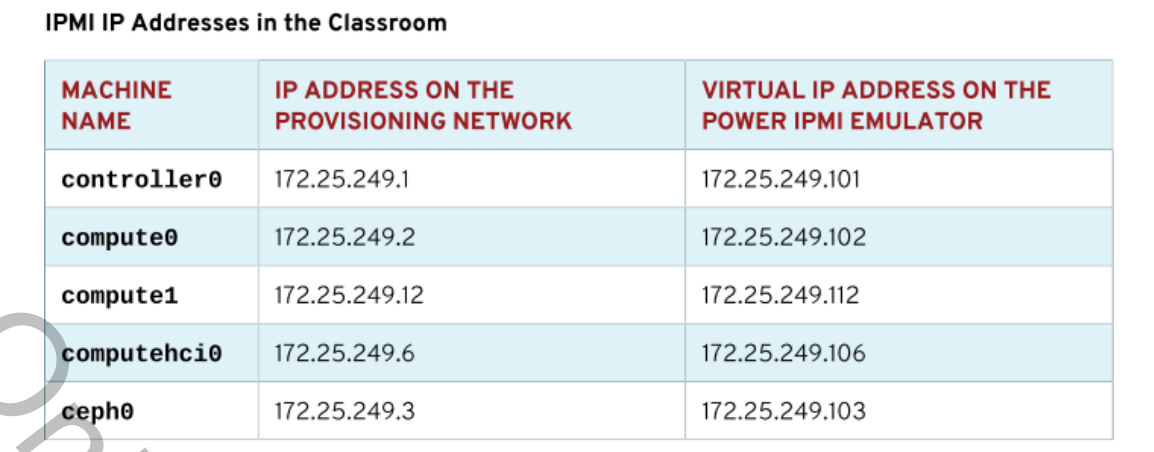 IPMI IP Addresses in the Classroom
MACHINE NAME IP ADDRESS ON THE PROVISIONING NETWORK VIRTUAL IP ADDRESS ON THE POWER IPMI EMULATOR
controller0 172.25.249.1 172.25.249.101
compute0 172.25.249.2 172.25.249.102
compute1 172.25.249.12 172.25.249.112
computehci0 172.25.249.6 172.25.249.106
ceph0 172.25.249.3 172.25.249.103